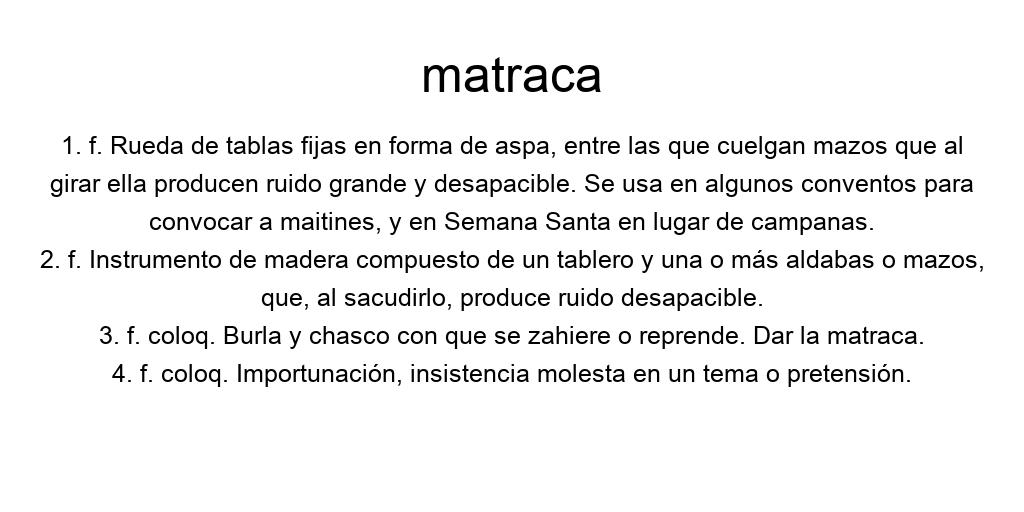 matraca
1. f. Rueda de tablas fijas en forma de aspa, entre las que cuelgan mazos que al
girar ella producen ruido grande y desapacible. Se usa en algunos conventos para
convocar a maitines, y en Semana Santa en lugar de campanas.
2. f. Instrumento de madera compuesto de un tablero y una o más aldabas o mazos,
que, al sacudirlo, produce ruido desapacible.
3. f. coloq. Burla y chasco con que se zahiere o reprende. Dar la matraca.
4. f. coloq. Importunación, insistencia molesta en un tema o pretensión.